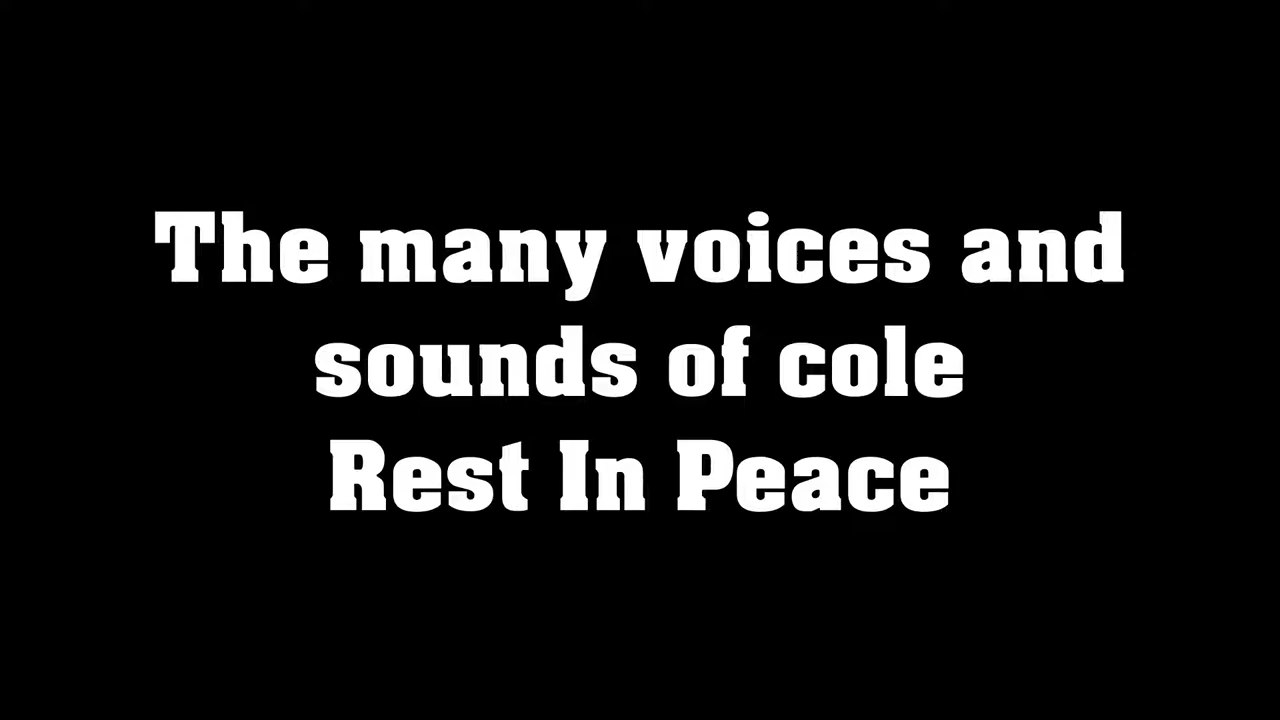 The many voices and
sounds of cole
Rest In Peace